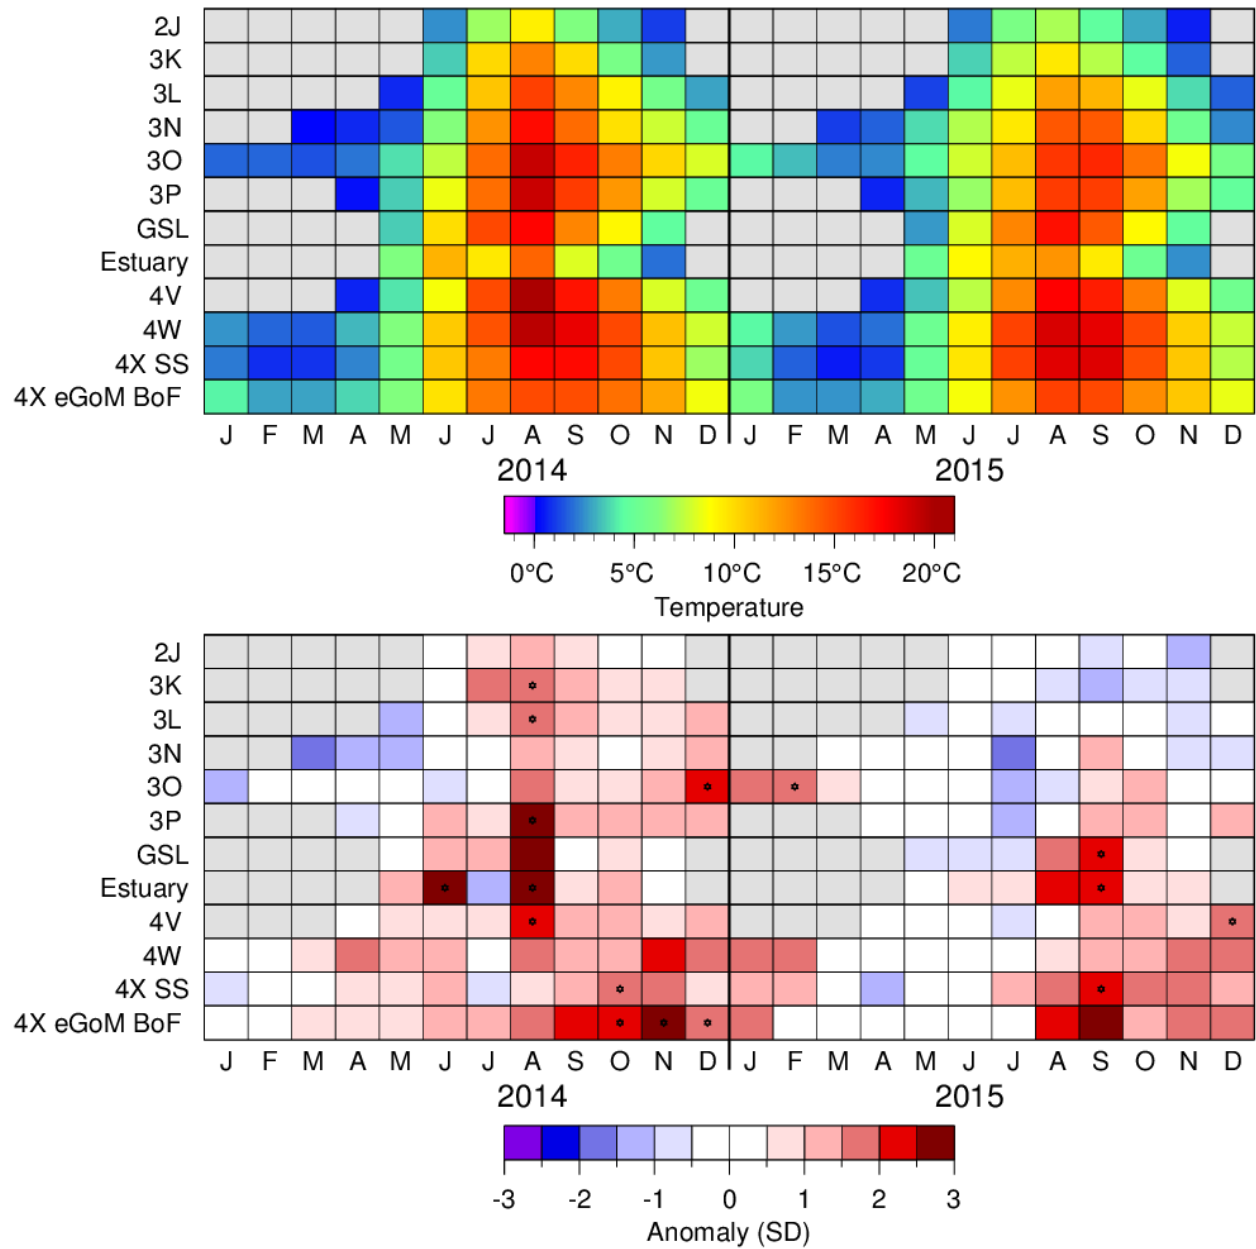 2J
3K
3L
3N
3O
3P
GSL
Estuary
4V
4W
4X SS
4X eGoM BoF
J F M A M J J A S O N D J F M A M J J A S O N D
2014 2015
0°C 5°C 10°C 15°C 20°C
Temperature
2J
3K
3L
3N
3O
3P
GSL
Estuary
4V
4W
4X SS
4X eGoM BoF
J F M A M J J A S O N D J F M A M J J A S O N D
2014 2015
-3 -2 -1 0 1 2 3
Anomaly (SD)